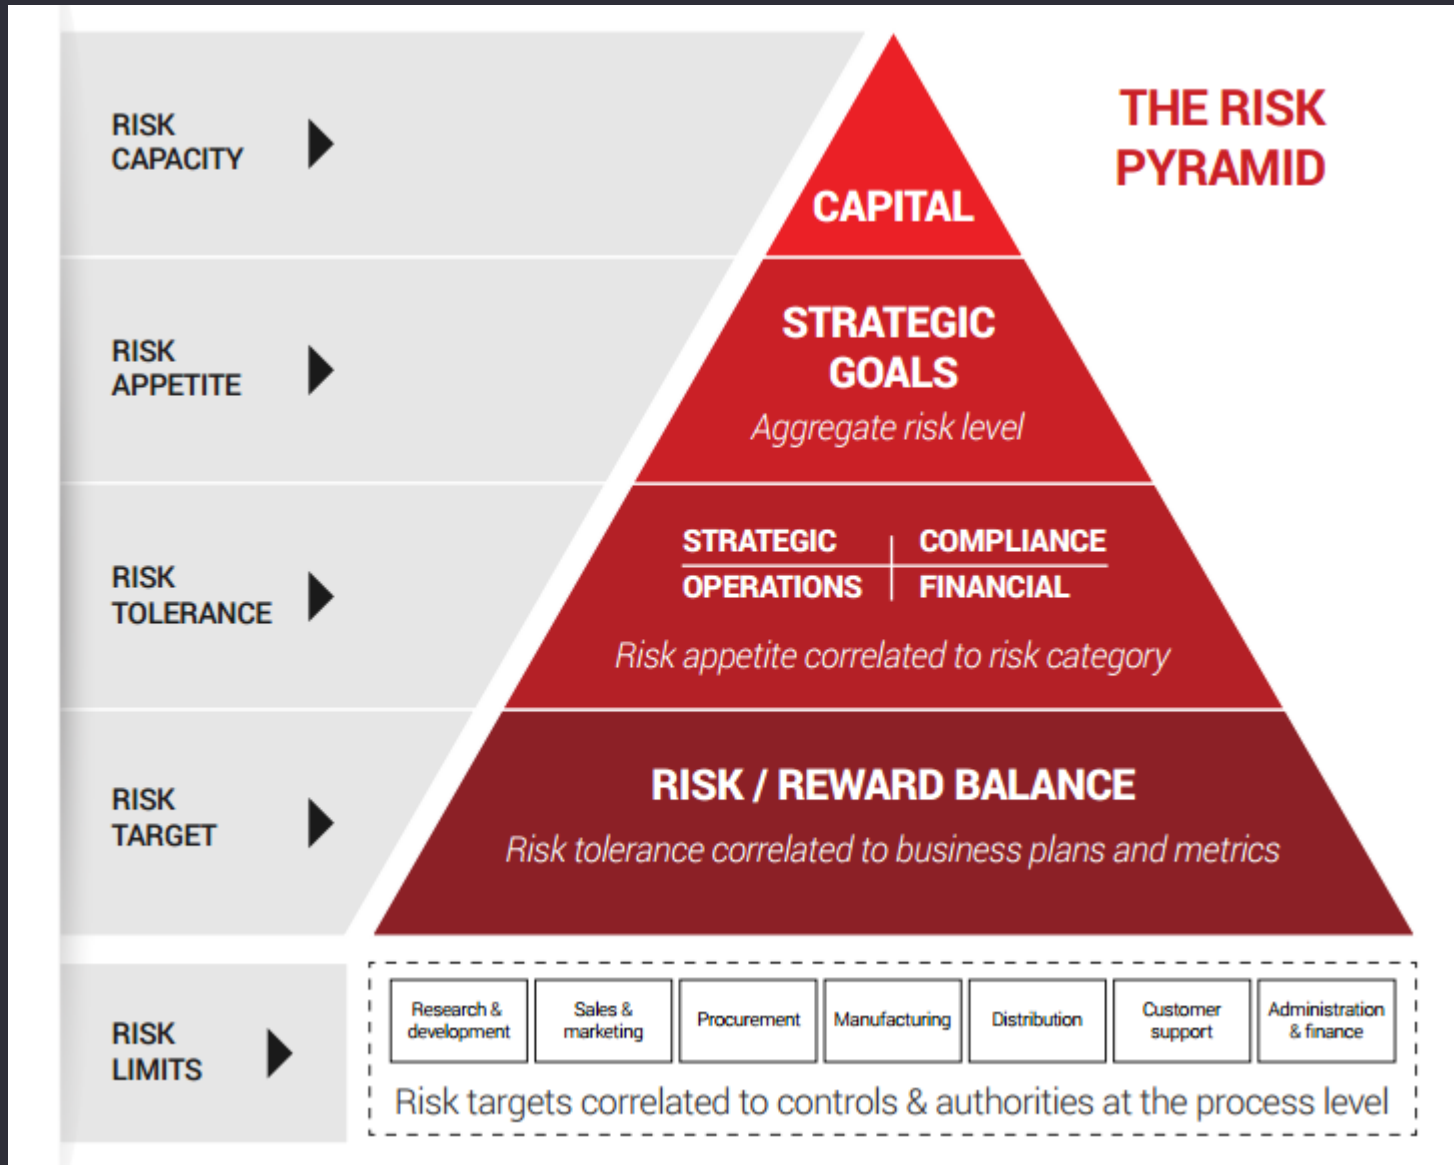 THE RISK
PYRAMID
RISK
CAPACITY
CAPITAL
RISK
APPETITE
STRATEGIC
GOALS
Aggregate risk level
RISK
TOLERANCE
STRATEGIC
COMPLIANCE
OPERATIONS
FINANCIAL
Risk appetite correlated to risk category
RISK
TARGET
RISK / REWARD BALANCE
Risk tolerance correlated to business plans and metrics
RISK
LIMITS
Research &
development
Sales &
marketing
Procurement
Manufacturing
Distribution
Customer
support
Administration
& finance
Risk targets correlated to controls & authorities at the process level